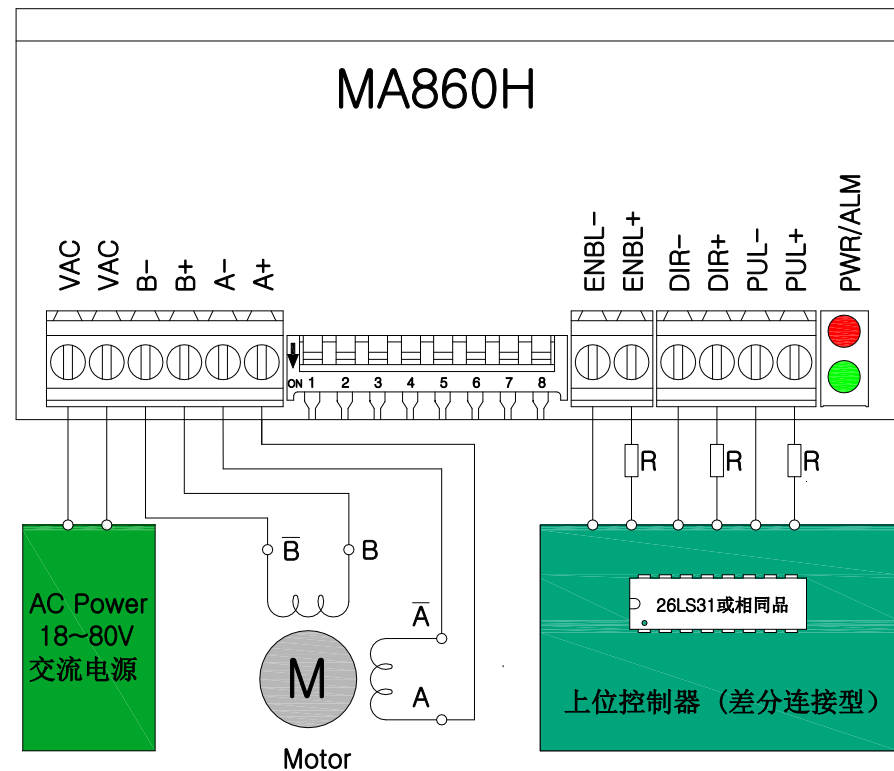 MA860H
VAC
VAC
B-
B+
A-
A+
ENBL-
ENBL+
DIR-
DIR+
PUL-
PUL+
PWR/ALM
ON 1 2 3 4 5 6 7 8
R
R
R
B̅
B
A̅
A
M
Motor
AC Power
18~80V
交流电源
26LS31或相同品
上位控制器（差分连接型）